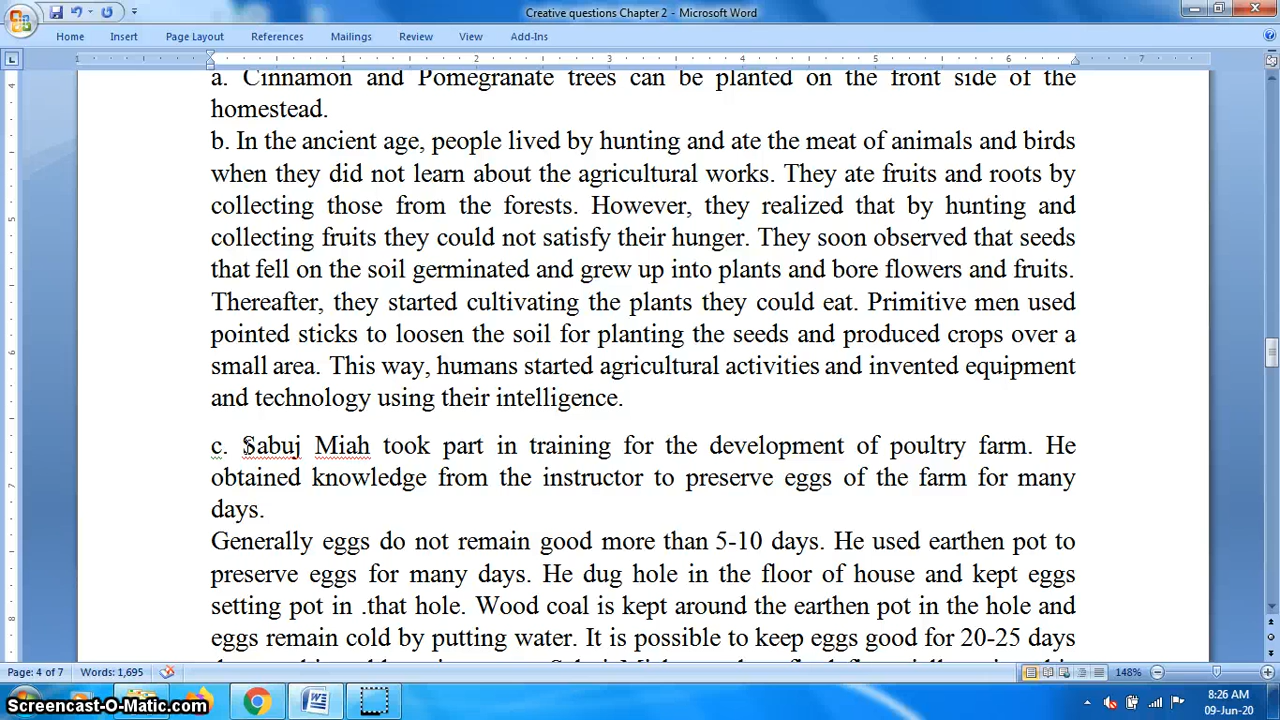 Creative questions Chapter 2 - Microsoft Word
Home Insert Page Layout References Mailings Review View Add-Ins
1 1 2 3 4 5 6 7
a. Cinnamon and Pomegranate trees can be planted on the front side of the
homestead.
b. In the ancient age, people lived by hunting and ate the meat of animals and birds
when they did not learn about the agricultural works. They ate fruits and roots by
collecting those from the forests. However, they realized that by hunting and
collecting fruits they could not satisfy their hunger. They soon observed that seeds
that fell on the soil germinated and grew up into plants and bore flowers and fruits.
Thereafter, they started cultivating the plants they could eat. Primitive men used
pointed sticks to loosen the soil for planting the seeds and produced crops over a
small area. This way, humans started agricultural activities and invented equipment
and technology using their intelligence.
c. Sabuj Miah took part in training for the development of poultry farm. He
obtained knowledge from the instructor to preserve eggs of the farm for many
days.
Generally eggs do not remain good more than 5-10 days. He used earthen pot to
preserve eggs for many days. He dug hole in the floor of house and kept eggs
setting pot in .that hole. Wood coal is kept around the earthen pot in the hole and
eggs remain cold by putting water. It is possible to keep eggs good for 20-25 days
Page: 4 of 7 Words: 1,695 148%
Screencast-O-Matic.com
8:26 AM
09-Jun-20